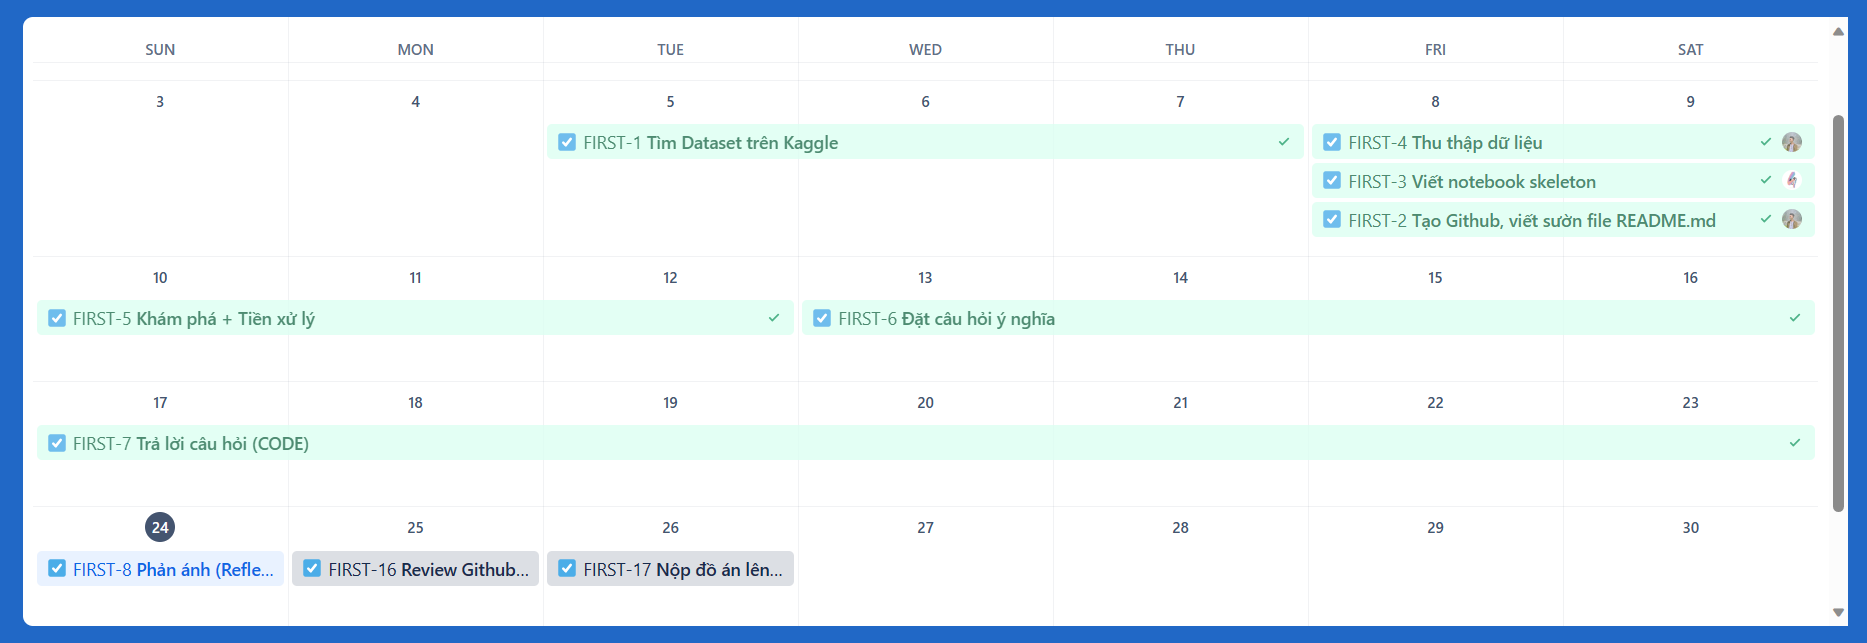 SUN MON TUE WED THU FRI SAT
3 4 5 6 7 8 9
FIRST-1 Tìm Dataset trên Kaggle
FIRST-4 Thu thập dữ liệu
FIRST-3 Viết notebook skeleton
FIRST-2 Tạo Github, viết sườn file README.md
10 11 12 13 14 15 16
FIRST-5 Khám phá + Tiền xử lý
FIRST-6 Đặt câu hỏi ý nghĩa
17 18 19 20 21 22 23
FIRST-7 Trả lời câu hỏi (CODE)
24 25 26 27 28 29 30
FIRST-8 Phản ánh (Refle...
FIRST-16 Review Github...
FIRST-17 Nộp đồ án lên...